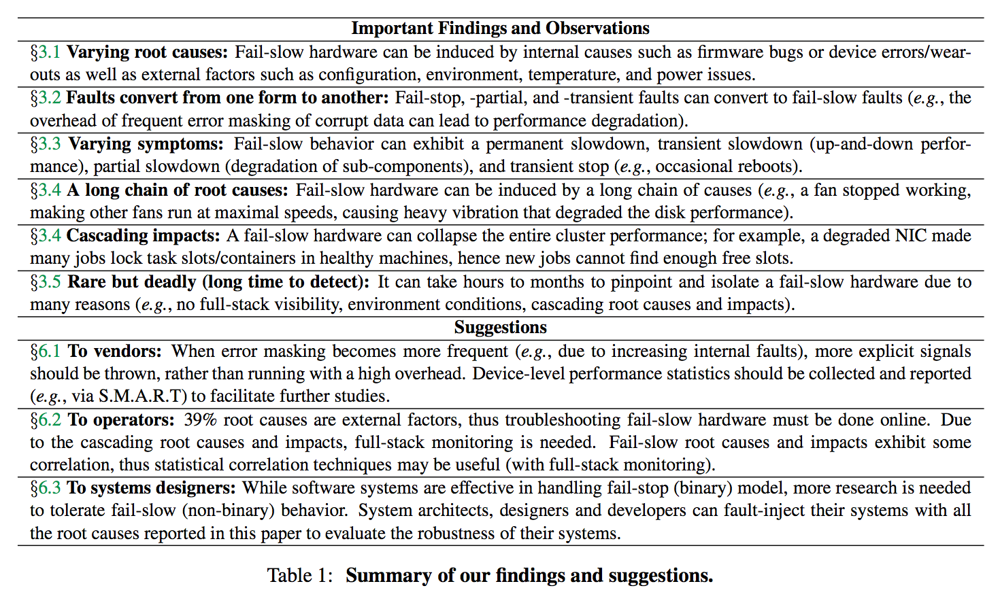 Important Findings and Observations
§3.1 Varying root causes: Fail-slow hardware can be induced by internal causes such as firmware bugs or device errors/wear-
outs as well as external factors such as configuration, environment, temperature, and power issues.
§3.2 Faults convert from one form to another: Fail-stop, -partial, and -transient faults can convert to fail-slow faults (e.g., the
overhead of frequent error masking of corrupt data can lead to performance degradation).
§3.3 Varying symptoms: Fail-slow behavior can exhibit a permanent slowdown, transient slowdown (up-and-down perfor-
mance), partial slowdown (degradation of sub-components), and transient stop (e.g., occasional reboots).
§3.4 A long chain of root causes: Fail-slow hardware can be induced by a long chain of causes (e.g., a fan stopped working,
making other fans run at maximal speeds, causing heavy vibration that degraded the disk performance).
§3.4 Cascading impacts: A fail-slow hardware can collapse the entire cluster performance; for example, a degraded NIC made
many jobs lock task slots/containers in healthy machines, hence new jobs cannot find enough free slots.
§3.5 Rare but deadly (long time to detect): It can take hours to months to pinpoint and isolate a fail-slow hardware due to
many reasons (e.g., no full-stack visibility, environment conditions, cascading root causes and impacts).
Suggestions
§6.1 To vendors: When error masking becomes more frequent (e.g., due to increasing internal faults), more explicit signals
should be thrown, rather than running with a high overhead. Device-level performance statistics should be collected and reported
(e.g., via S.M.A.R.T) to facilitate further studies.
§6.2 To operators: 39% root causes are external factors, thus troubleshooting fail-slow hardware must be done online. Due
to the cascading root causes and impacts, full-stack monitoring is needed. Fail-slow root causes and impacts exhibit some
correlation, thus statistical correlation techniques may be useful (with full-stack monitoring).
§6.3 To systems designers: While software systems are effective in handling fail-stop (binary) model, more research is needed
to tolerate fail-slow (non-binary) behavior. System architects, designers and developers can fault-inject their systems with all
the root causes reported in this paper to evaluate the robustness of their systems.
Table 1: Summary of our findings and suggestions.